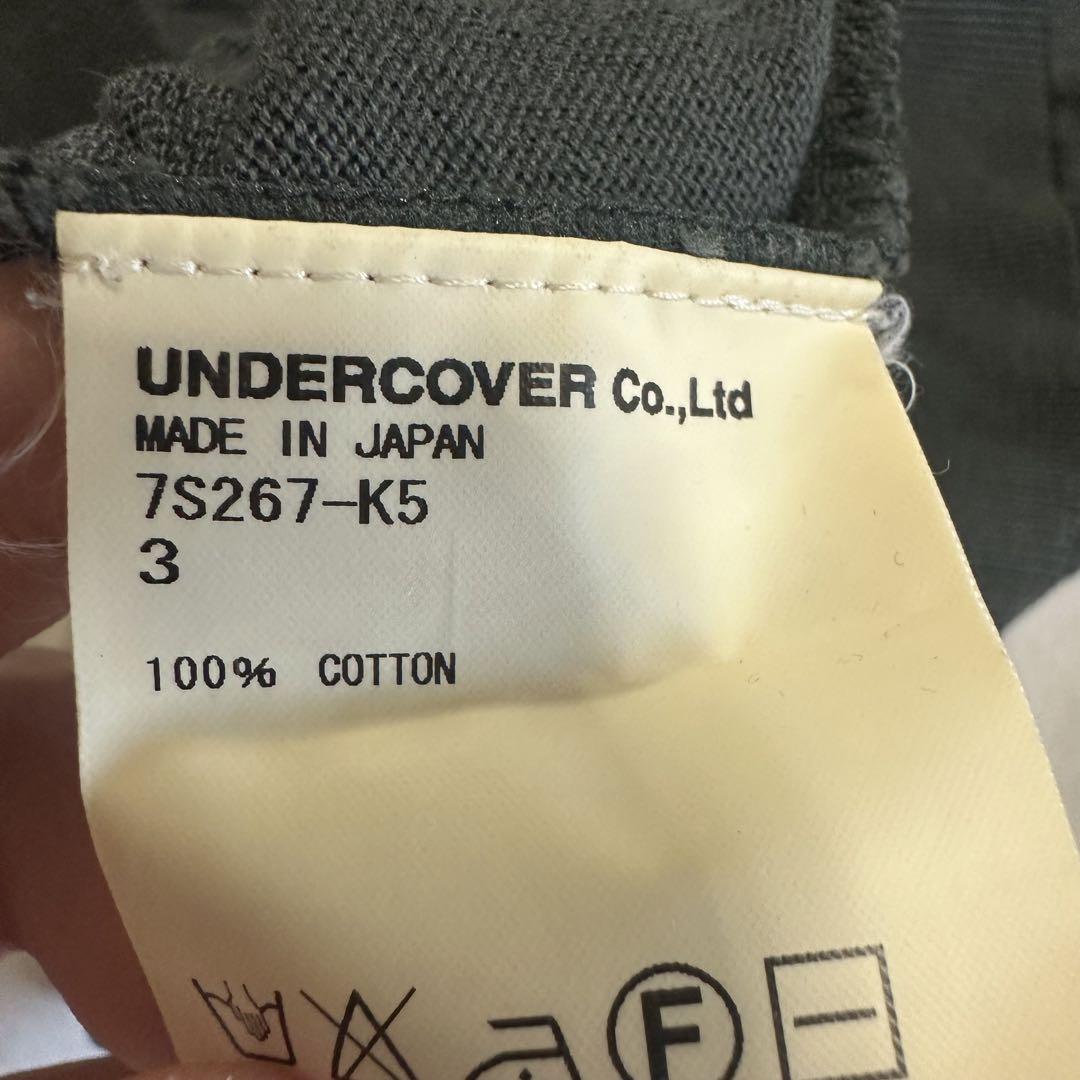 UNDERCOVER Co.,Ltd
MADE IN JAPAN
7S267-K5
3
100% COTTON
F